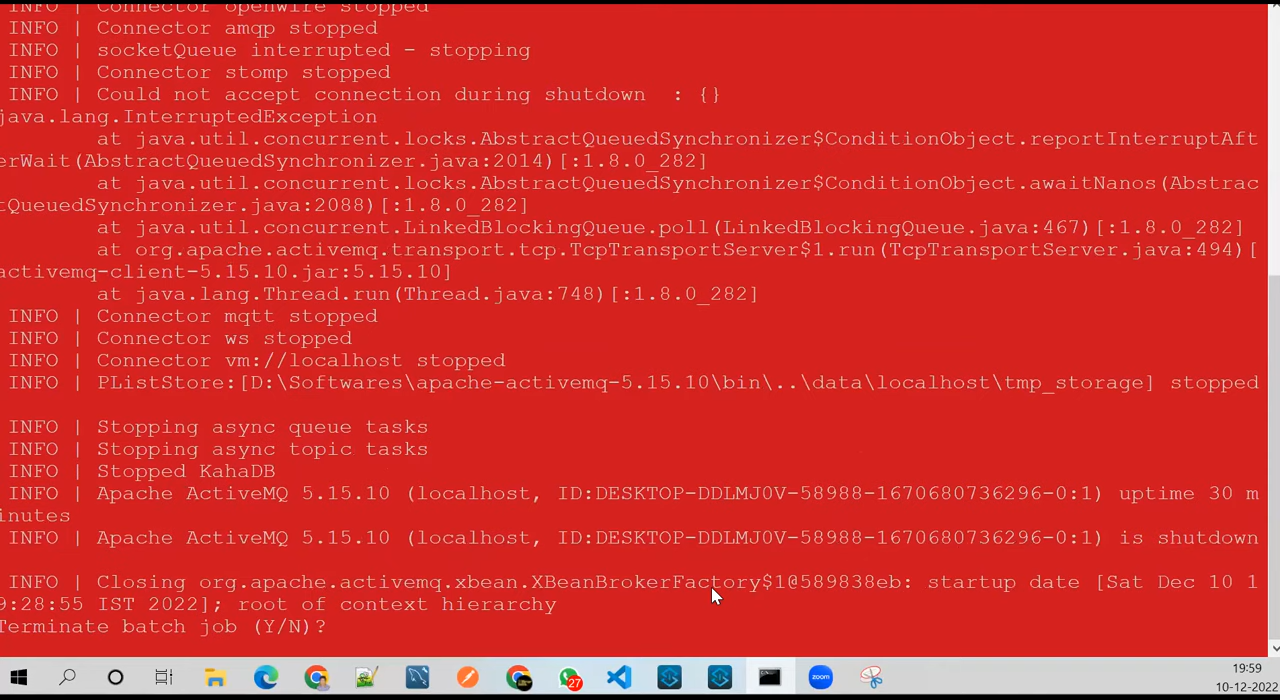 INFO | Connector openwire stopped
INFO | Connector amqp stopped
INFO | socketQueue interrupted - stopping
INFO | Connector stomp stopped
INFO | Could not accept connection during shutdown  : {}
java.lang.InterruptedException
at java.util.concurrent.locks.AbstractQueuedSynchronizer$ConditionObject.reportInterruptAft
erWait(AbstractQueuedSynchronizer.java:2014)[:1.8.0_282]
at java.util.concurrent.locks.AbstractQueuedSynchronizer$ConditionObject.awaitNanos(Abstrac
tQueuedSynchronizer.java:2088)[:1.8.0_282]
at java.util.concurrent.LinkedBlockingQueue.poll(LinkedBlockingQueue.java:467)[:1.8.0_282]
at org.apache.activemq.transport.tcp.TcpTransportServer$1.run(TcpTransportServer.java:494)[
activemq-client-5.15.10.jar:5.15.10]
at java.lang.Thread.run(Thread.java:748)[:1.8.0_282]
INFO | Connector mqtt stopped
INFO | Connector ws stopped
INFO | Connector vm://localhost stopped
INFO | PListStore:[D:\Softwares\apache-activemq-5.15.10\bin\..\data\localhost\tmp_storage] stopped
INFO | Stopping async queue tasks
INFO | Stopping async topic tasks
INFO | Stopped KahaDB
INFO | Apache ActiveMQ 5.15.10 (localhost, ID:DESKTOP-DDLMJ0V-58988-1670680736296-0:1) uptime 30 m
inutes
INFO | Apache ActiveMQ 5.15.10 (localhost, ID:DESKTOP-DDLMJ0V-58988-1670680736296-0:1) is shutdown
INFO | Closing org.apache.activemq.xbean.XBeanBrokerFactory$1@589838eb: startup date [Sat Dec 10 1
9:28:55 IST 2022]; root of context hierarchy
Terminate batch job (Y/N)?
27
zoom
19:59
10-12-2022